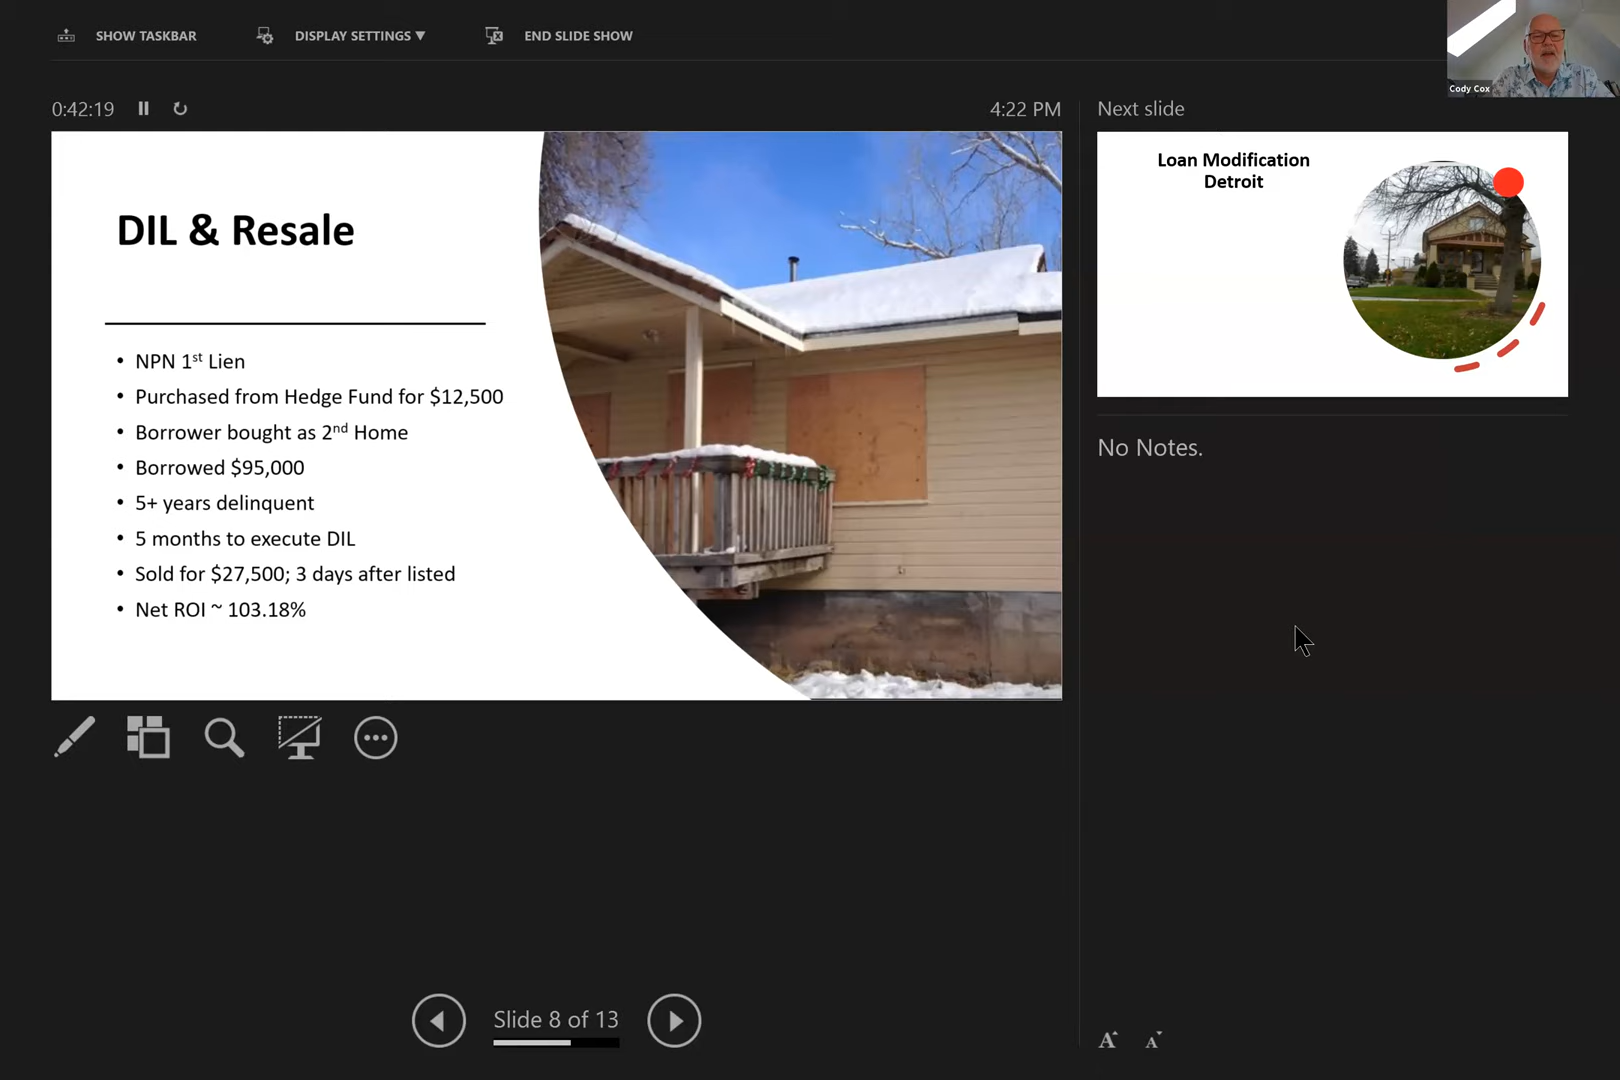 SHOW TASKBAR
DISPLAY SETTINGS ▼
END SLIDE SHOW
Cody Cox
0:42:19
4:22 PM
Next slide
DIL & Resale
• NPN 1st Lien
• Purchased from Hedge Fund for $12,500
• Borrower bought as 2nd Home
• Borrowed $95,000
• 5+ years delinquent
• 5 months to execute DIL
• Sold for $27,500; 3 days after listed
• Net ROI ~ 103.18%
Loan Modification
Detroit
No Notes.
Slide 8 of 13
A A